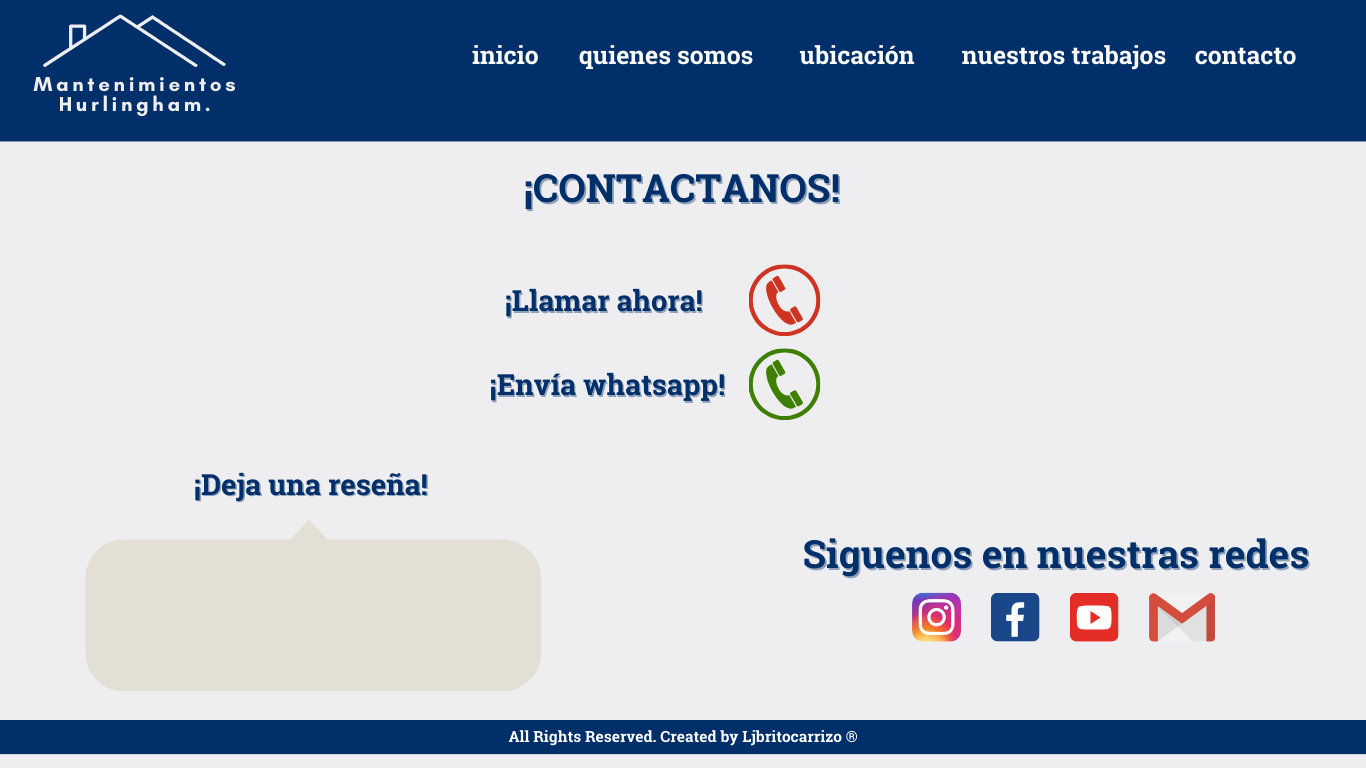 Mantenimientos
Hurlingham.
inicio quienes somos ubicación nuestros trabajos contacto
¡CONTACTANOS!
¡Llamar ahora!
¡Envía whatsapp!
¡Deja una reseña!
Siguenos en nuestras redes
All Rights Reserved. Created by Ljbritocarrizo ®